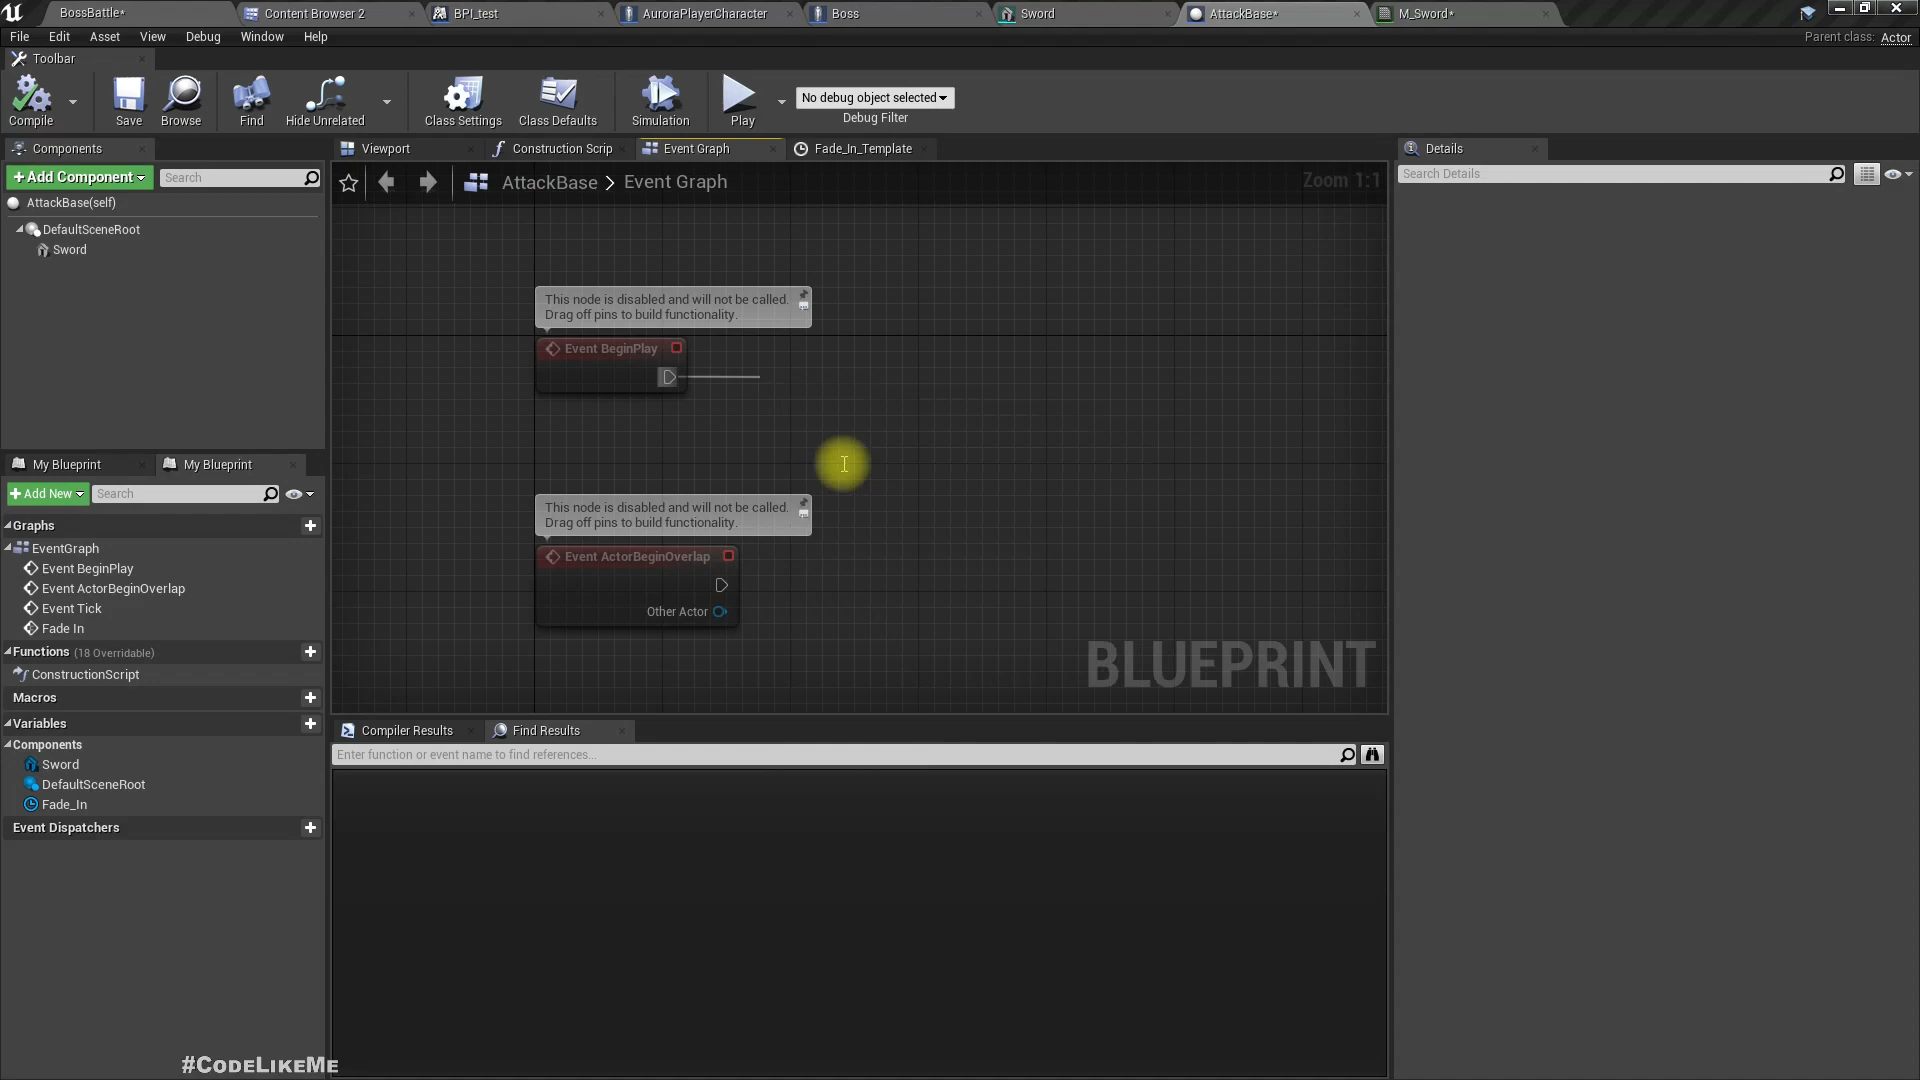 BossBattle*
Content Browser 2
BPI_test
AuroraPlayerCharacter
Boss
Sword
AttackBase*
M_Sword*
File Edit Asset View Debug Window Help
Parent class: Actor
Toolbar
Compile
Save
Browse
Find
Hide Unrelated
Class Settings
Class Defaults
Simulation
Play
No debug object selected
Debug Filter
Components
+Add Component
Search
AttackBase(self)
DefaultSceneRoot
Sword
Viewport
Construction Scrip
Event Graph
Fade_In_Template
AttackBase > Event Graph
Zoom 1:1
This node is disabled and will not be called.
Drag off pins to build functionality.
Event BeginPlay
This node is disabled and will not be called.
Drag off pins to build functionality.
Event ActorBeginOverlap
Other Actor
BLUEPRINT
Details
Search Details
My Blueprint
My Blueprint
+Add New
Search
Graphs
EventGraph
Event BeginPlay
Event ActorBeginOverlap
Event Tick
Fade In
Functions (18 Overridable)
ConstructionScript
Macros
Variables
Components
Sword
DefaultSceneRoot
Fade_In
Event Dispatchers
Compiler Results
Find Results
Enter function or event name to find references...
#CodeLikeMe